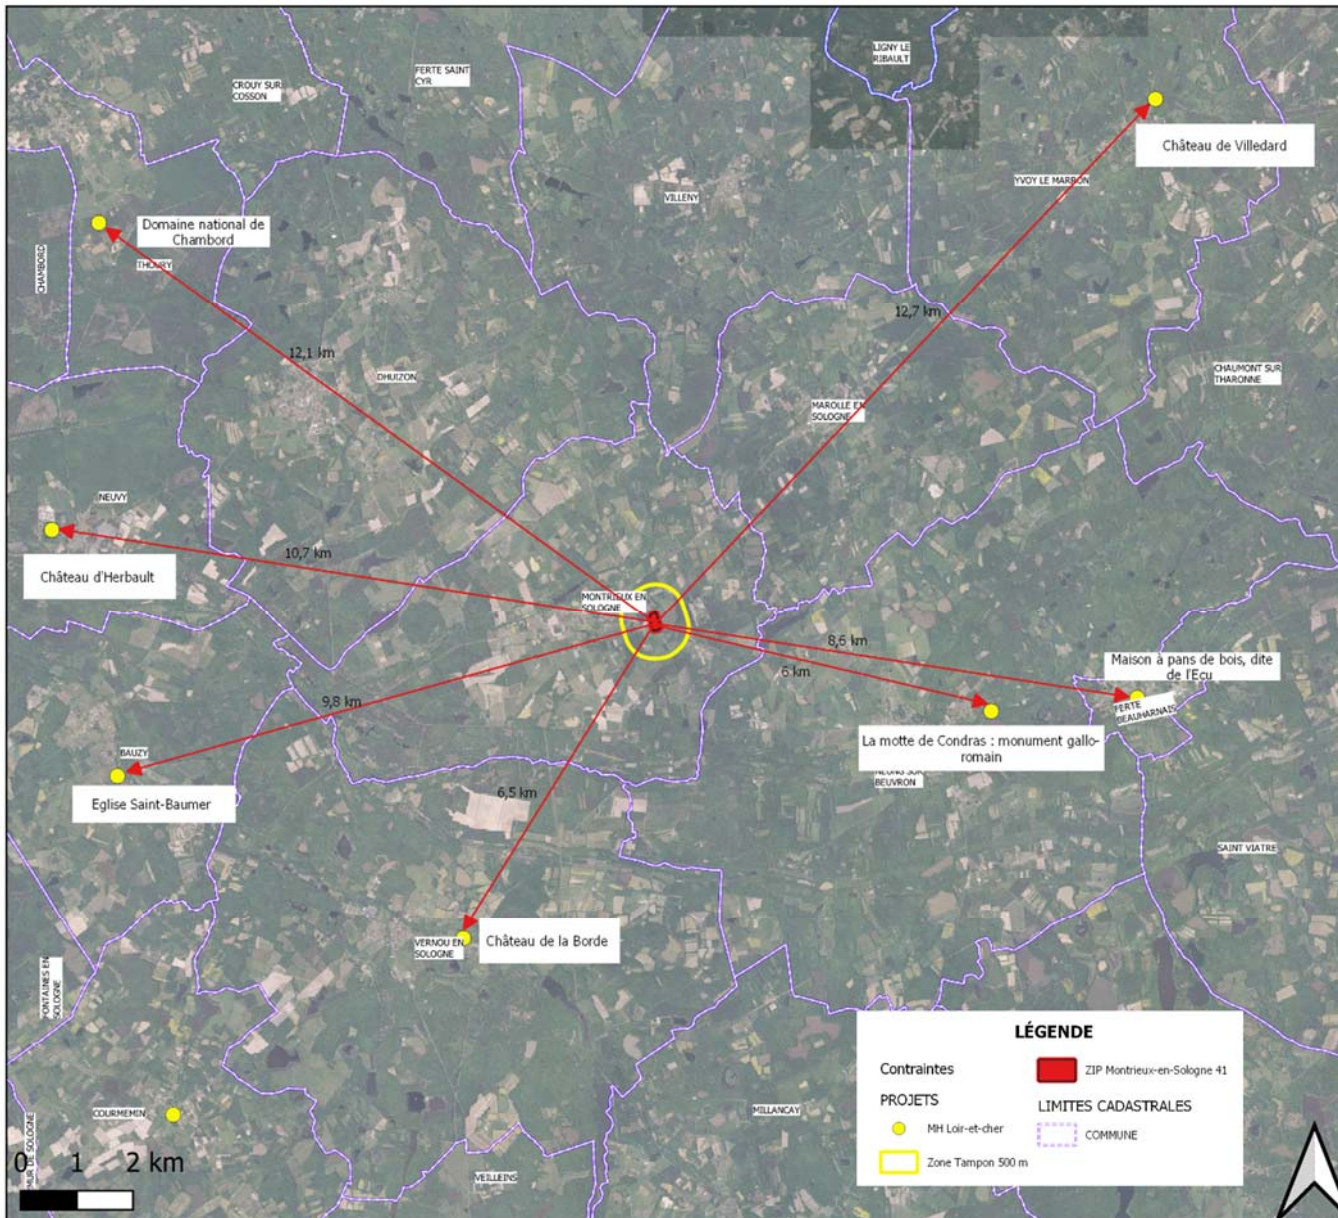 LIGNY LE
RIBAULT
FERTE SAINT
CYR
CROUY SUR
COSSON
Château de Villedard
YVOY LE MARRON
VILLENY
Domaine national de
Chambord
THOURY
CHAMBORD
12,7 km
12,1 km
DHUIZON
CHAUMONT SUR
THARONNE
MAROLLE EN
SOLOGNE
NEUVY
10,7 km
Château d'Herbault
MONTRIEUX EN
SOLOGNE
8,6 km
6 km
Maison à pans de bois, dite
de l'Ecu
FERTE
BEAUHARNAIS
9,8 km
La motte de Condras : monument gallo-
romain
NEUNG SUR
BEUVRON
BAUZY
Eglise Saint-Baumer
6,5 km
SAINT VIATRE
VERNOU EN
SOLOGNE
Château de la Borde
FONTAINES EN
SOLOGNE
COURMEMIN
MUR DE SOLOGNE
MILLANCAY
VEILLEINS
0 1 2 km
LÉGENDE
Contraintes
PROJETS
MH Loir-et-cher
Zone Tampon 500 m
ZIP Montrieux-en-Sologne 41
LIMITES CADASTRALES
COMMUNE